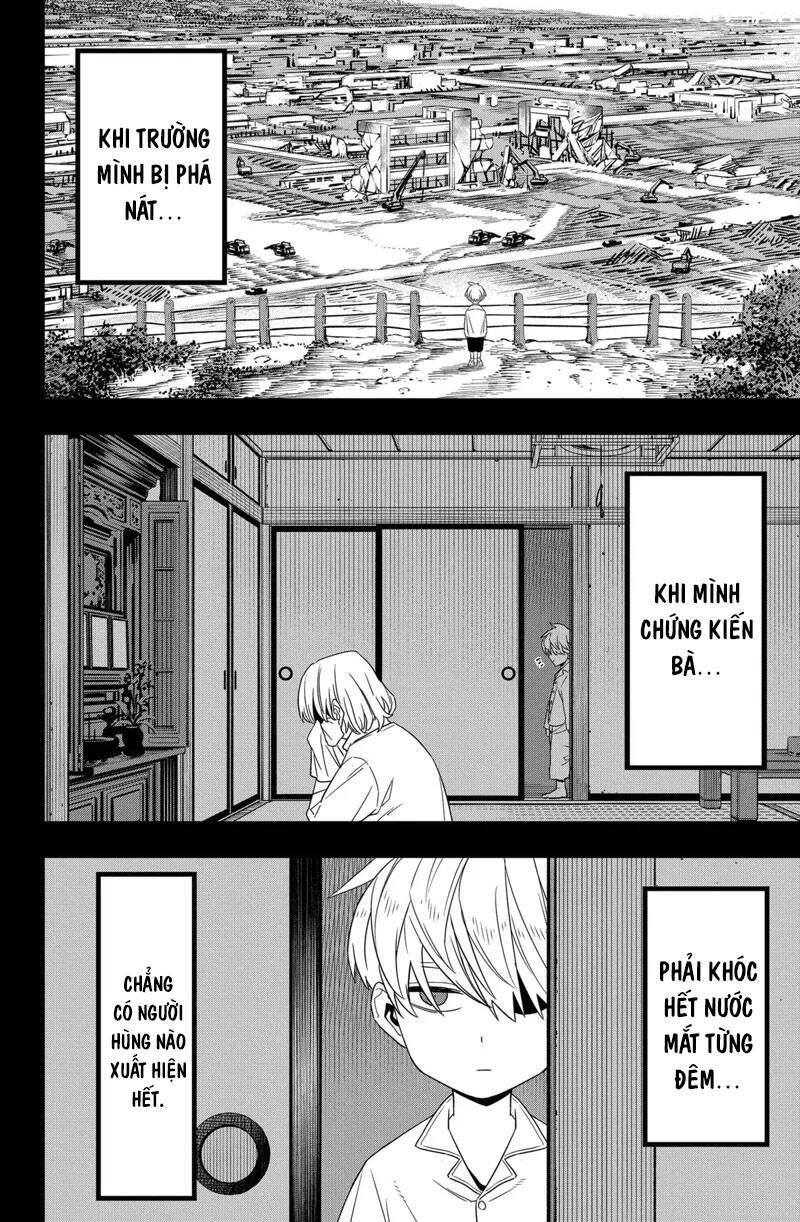 KHI TRƯỜNG
MÌNH BỊ PHÁ
NÁT...
KHI MÌNH
CHỨNG KIẾN
BÀ...
PHẢI KHÓC
HẾT NƯỚC
MẮT TỪNG
ĐÊM...
CHẲNG
CÓ NGƯỜI
HÙNG NÀO
XUẤT HIỆN
HẾT.